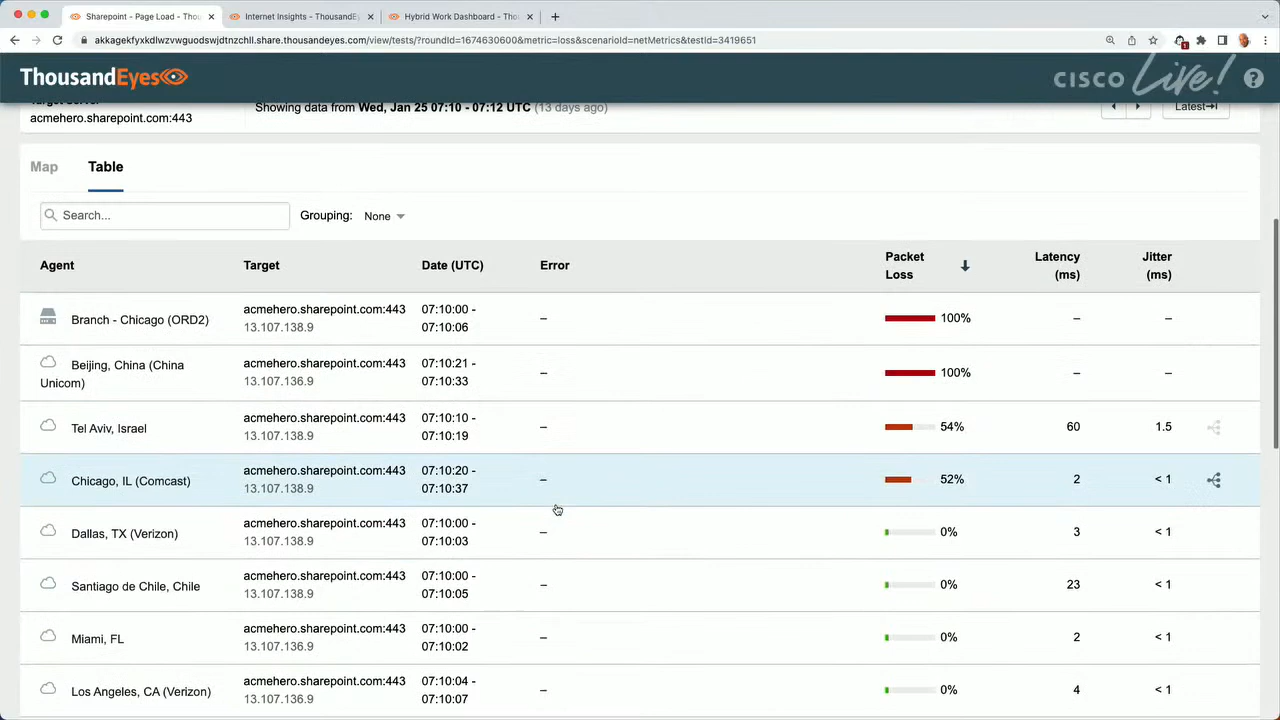 Sharepoint - Page Load - Thou
Internet Insights - ThousandEy
Hybrid Work Dashboard - Tho
akkagekfyxkdlwzvwguodswjdtnzchll.share.thousandeyes.com/view/tests/?roundId=1674630600&metric=loss&scenarioId=netMetrics&testId=3419651
1
ThousandEyes
CISCO Live!
?
Target Server
acmehero.sharepoint.com:443
Showing data from Wed, Jan 25 07:10 - 07:12 UTC (13 days ago)
Latest
Map
Table
Search...
Grouping: None
Agent Target Date (UTC) Error Packet Loss Latency (ms) Jitter (ms)
Branch - Chicago (ORD2) acmehero.sharepoint.com:443 13.107.138.9 07:10:00 - 07:10:06 – 100% – –
Beijing, China (China Unicom) acmehero.sharepoint.com:443 13.107.136.9 07:10:21 - 07:10:33 – 100% – –
Tel Aviv, Israel acmehero.sharepoint.com:443 13.107.136.9 07:10:10 - 07:10:19 – 54% 60 1.5
Chicago, IL (Comcast) acmehero.sharepoint.com:443 13.107.138.9 07:10:20 - 07:10:37 – 52% 2 < 1
Dallas, TX (Verizon) acmehero.sharepoint.com:443 13.107.138.9 07:10:00 - 07:10:03 – 0% 3 < 1
Santiago de Chile, Chile acmehero.sharepoint.com:443 13.107.138.9 07:10:00 - 07:10:05 – 0% 23 < 1
Miami, FL acmehero.sharepoint.com:443 13.107.136.9 07:10:00 - 07:10:02 – 0% 2 < 1
Los Angeles, CA (Verizon) acmehero.sharepoint.com:443 13.107.136.9 07:10:04 - 07:10:07 – 0% 4 < 1